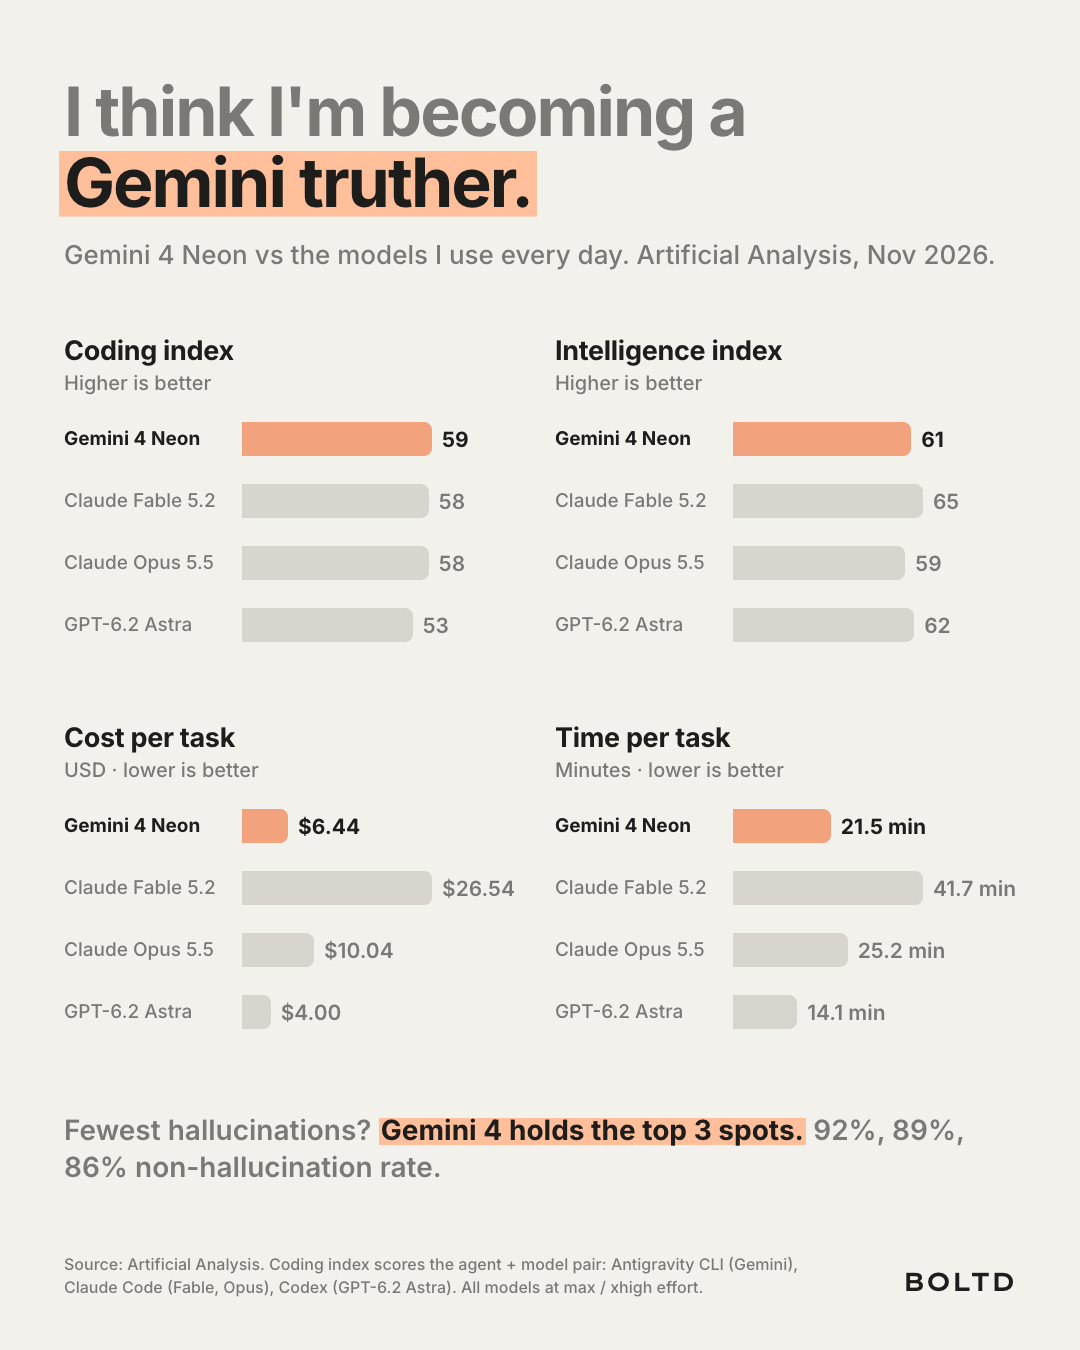 I think I'm becoming a
Gemini truther.
Gemini 4 Neon vs the models I use every day. Artificial Analysis, Nov 2026.
Coding index
Higher is better
Gemini 4 Neon 59
Claude Fable 5.2 58
Claude Opus 5.5 58
GPT-6.2 Astra 53
Intelligence index
Higher is better
Gemini 4 Neon 61
Claude Fable 5.2 65
Claude Opus 5.5 59
GPT-6.2 Astra 62
Cost per task
USD · lower is better
Gemini 4 Neon $6.44
Claude Fable 5.2 $26.54
Claude Opus 5.5 $10.04
GPT-6.2 Astra $4.00
Time per task
Minutes · lower is better
Gemini 4 Neon 21.5 min
Claude Fable 5.2 41.7 min
Claude Opus 5.5 25.2 min
GPT-6.2 Astra 14.1 min
Fewest hallucinations? Gemini 4 holds the top 3 spots. 92%, 89%,
86% non-hallucination rate.
Source: Artificial Analysis. Coding index scores the agent + model pair: Antigravity CLI (Gemini),
Claude Code (Fable, Opus), Codex (GPT-6.2 Astra). All models at max / xhigh effort.
BOLTD